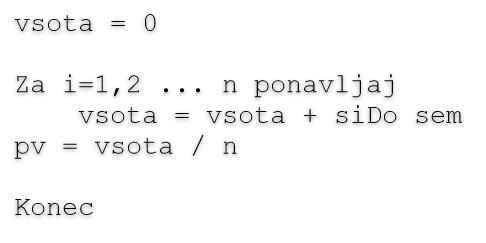 vsota = 0
Za i=1,2 ... n ponavljaj
vsota = vsota + siDo sem
pv = vsota / n
Konec